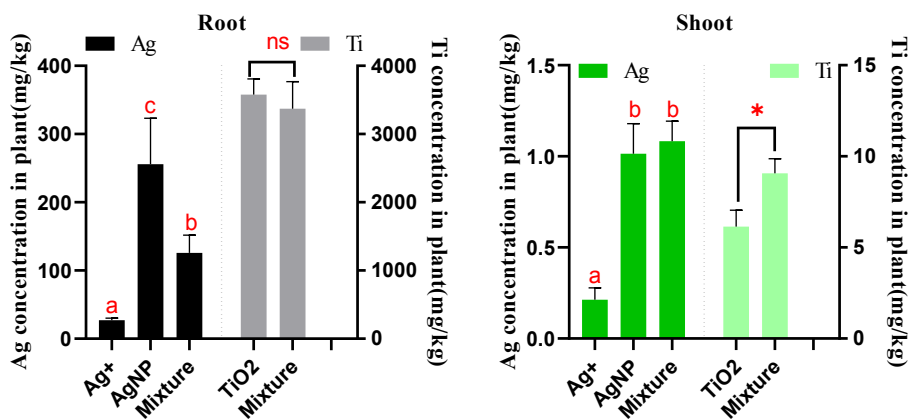 Root
Ag
Ti
ns
Ag concentration in plant(mg/kg)
400
300
200
100
0
a
c
b
4000
3000
2000
1000
0
Ti concentration in plant(mg/kg)
Ag+
AgNP
Mixture
TiO2
Mixture
Shoot
Ag
Ti
Ag concentration in plant(mg/kg)
1.5
1.0
0.5
0.0
a
b
b
*
15
10
5
0
Ti concentration in plant(mg/kg)
Ag+
AgNP
Mixture
TiO2
Mixture